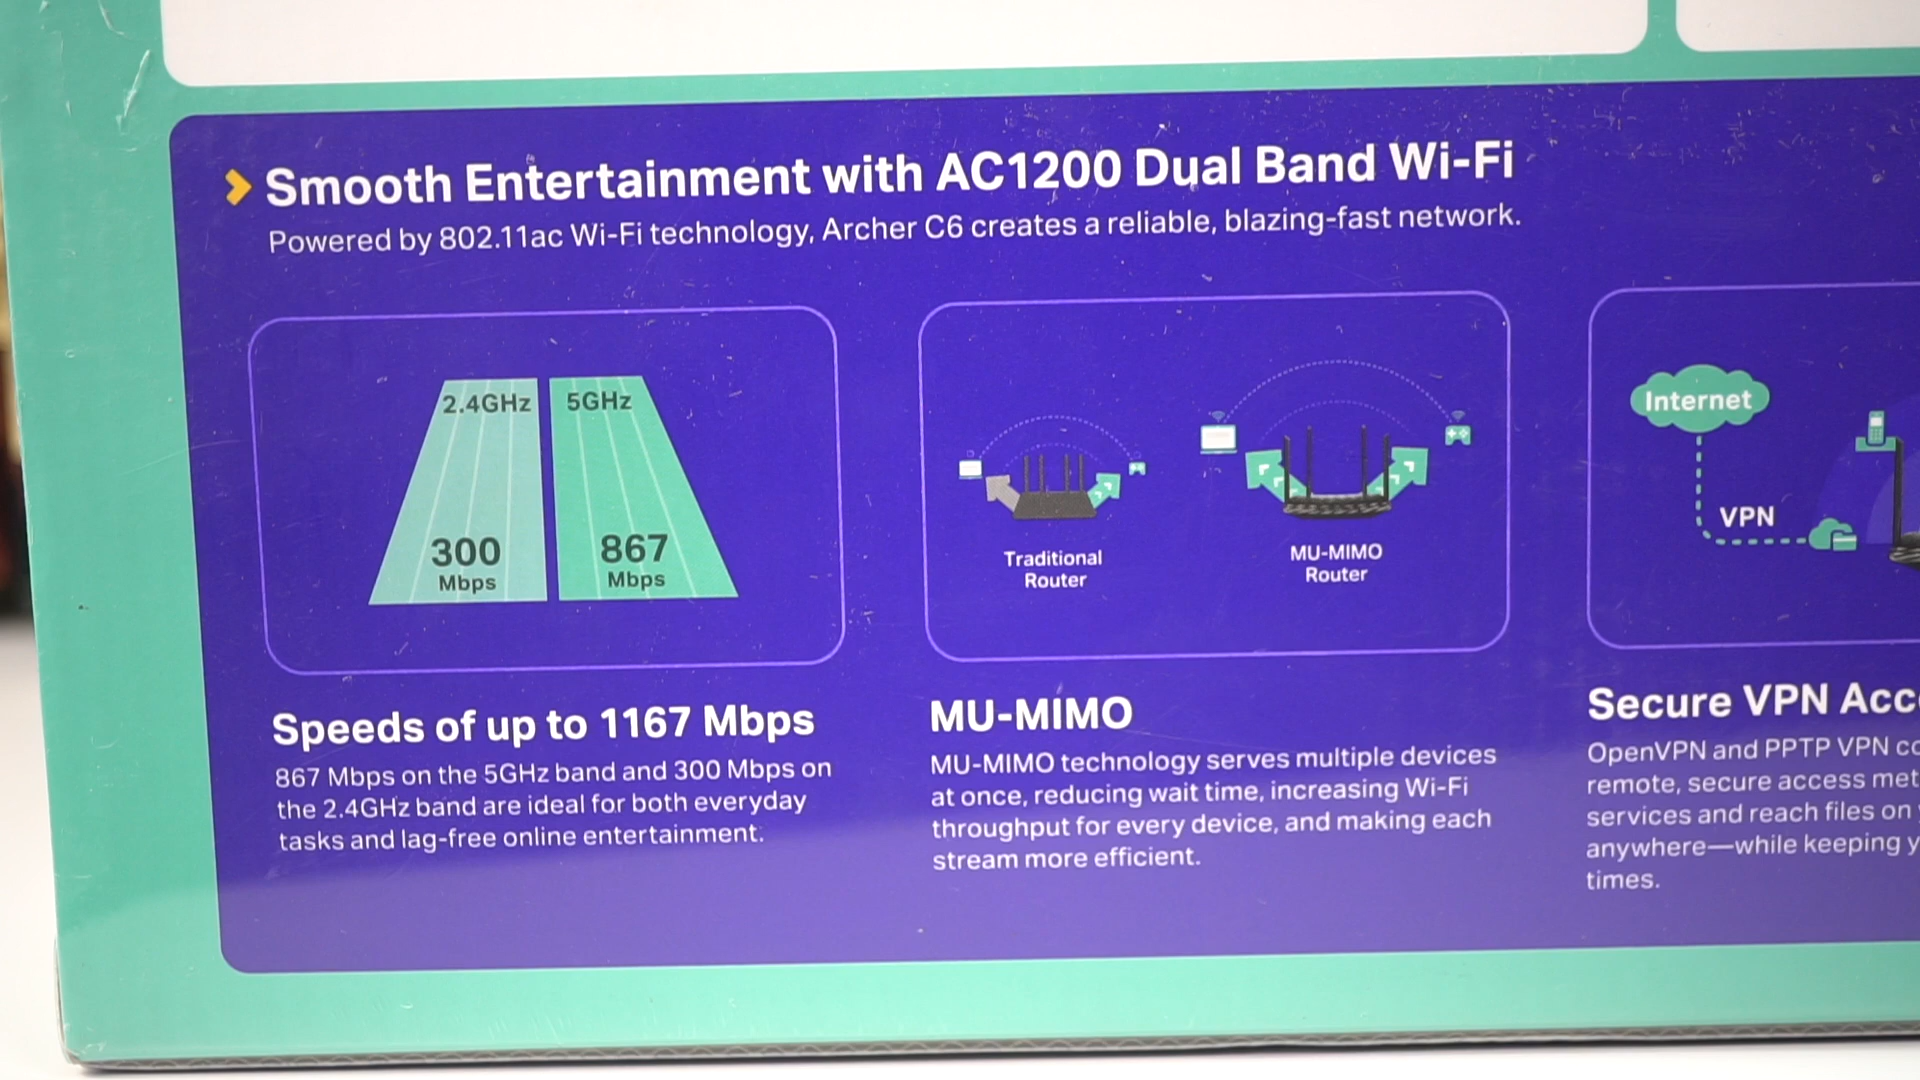 Smooth Entertainment with AC1200 Dual Band Wi-Fi
Powered by 802.11ac Wi-Fi technology, Archer C6 creates a reliable, blazing-fast network.
2.4GHz
5GHz
300
Mbps
867
Mbps
Traditional
Router
MU-MIMO
Router
Internet
VPN
Speeds of up to 1167 Mbps
867 Mbps on the 5GHz band and 300 Mbps on
the 2.4GHz band are ideal for both everyday
tasks and lag-free online entertainment.
MU-MIMO
MU-MIMO technology serves multiple devices
at once, reducing wait time, increasing Wi-Fi
throughput for every device, and making each
stream more efficient.
Secure VPN
OpenVPN and PPTP VPN
remote, secure access
services and reach files on
anywhere—while keeping
times.